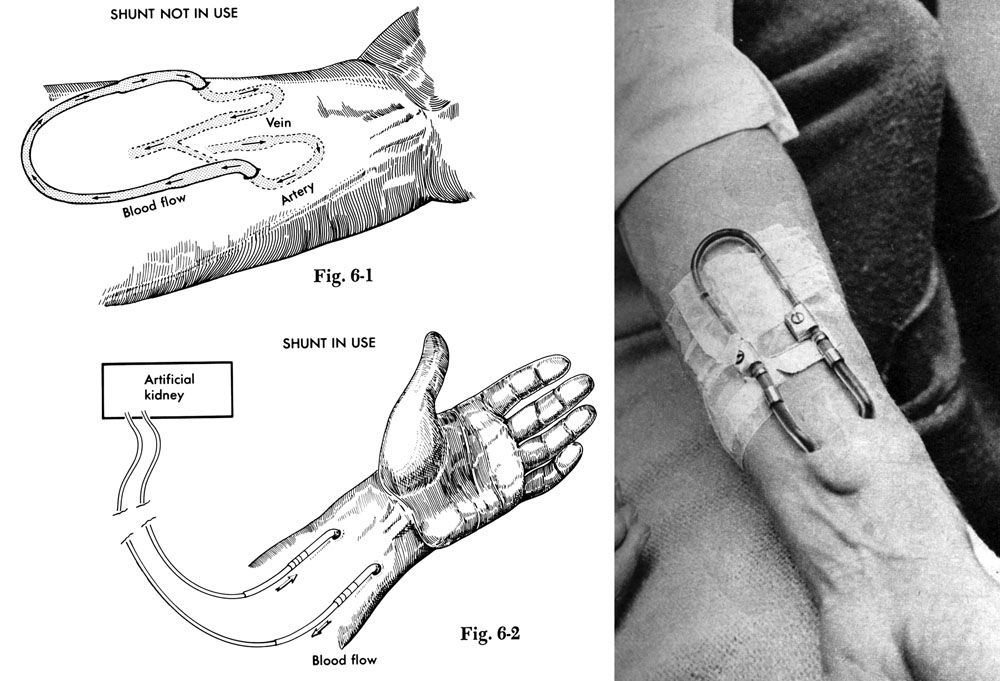 SHUNT NOT IN USE
Vein
Artery
Blood flow
Fig. 6-1
SHUNT IN USE
Artificial
kidney
Fig. 6-2
Blood flow